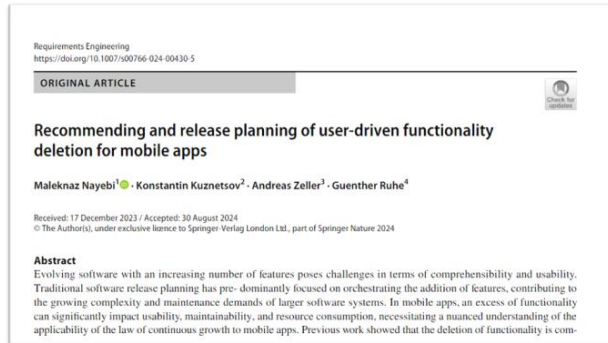 Requirements Engineering
https://doi.org/10.1007/s00766-024-00430-5
ORIGINAL ARTICLE
Check for
updates
Recommending and release planning of user-driven functionality
deletion for mobile apps
Maleknaz Nayebi1 · Konstantin Kuznetsov2 · Andreas Zeller3 · Guenther Ruhe4
Received: 17 December 2023 / Accepted: 30 August 2024
© The Author(s), under exclusive licence to Springer-Verlag London Ltd., part of Springer Nature 2024
Abstract
Evolving software with an increasing number of features poses challenges in terms of comprehensibility and usability.
Traditional software release planning has pre- dominantly focused on orchestrating the addition of features, contributing to
the growing complexity and maintenance demands of larger software systems. In mobile apps, an excess of functionality
can significantly impact usability, maintainability, and resource consumption, necessitating a nuanced understanding of the
applicability of the law of continuous growth to mobile apps. Previous work showed that the deletion of functionality is com-